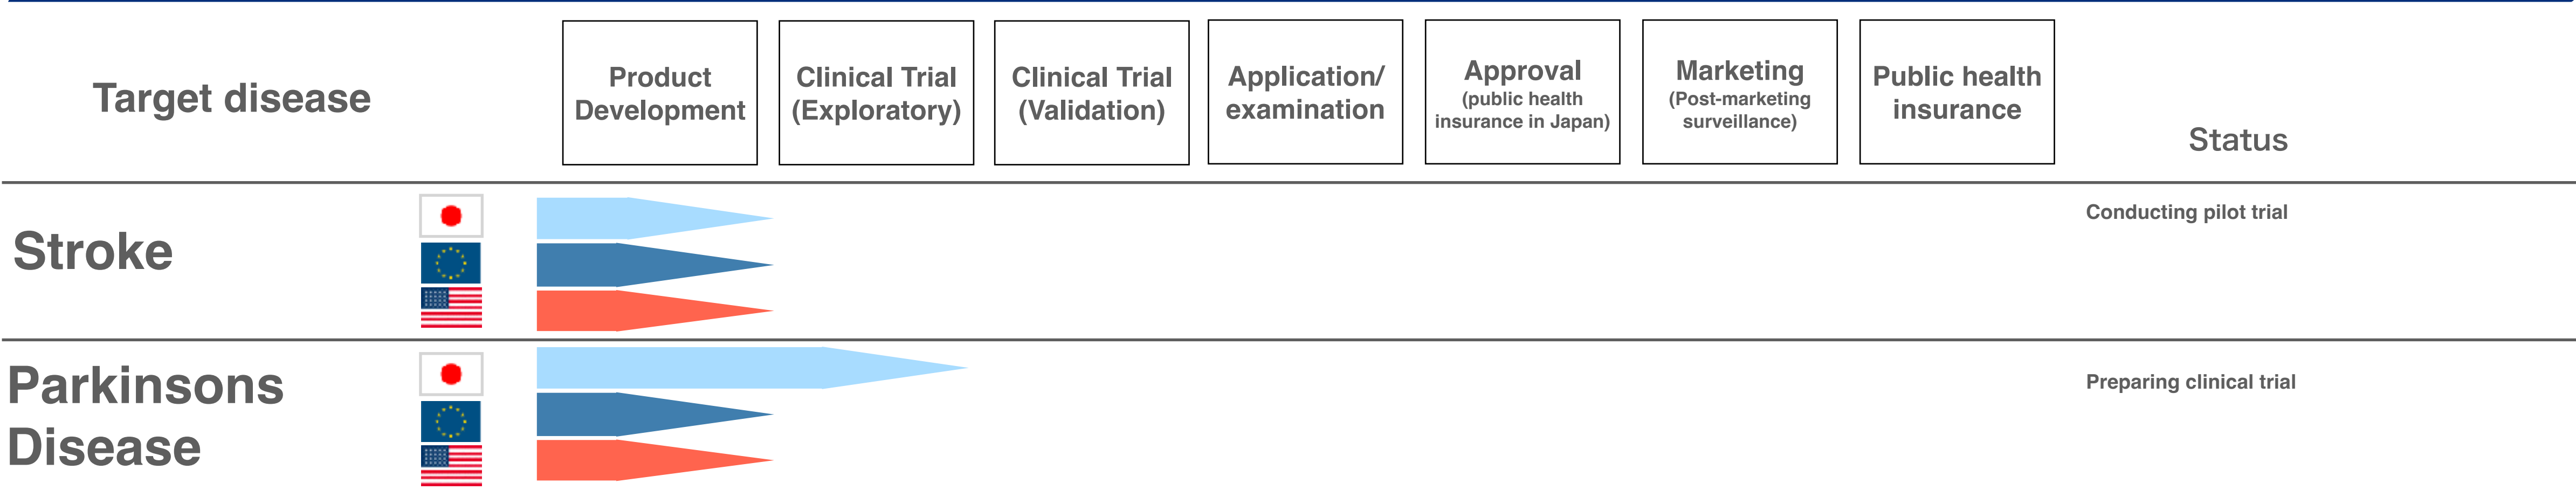 Target disease
Product
Development
Clinical Trial
(Exploratory)
Clinical Trial
(Validation)
Application/
examination
Approval
(public health
insurance in Japan)
Marketing
(Post-marketing
surveillance)
Public health
insurance
Status
Stroke
Conducting pilot trial
Parkinsons
Disease
Preparing clinical trial